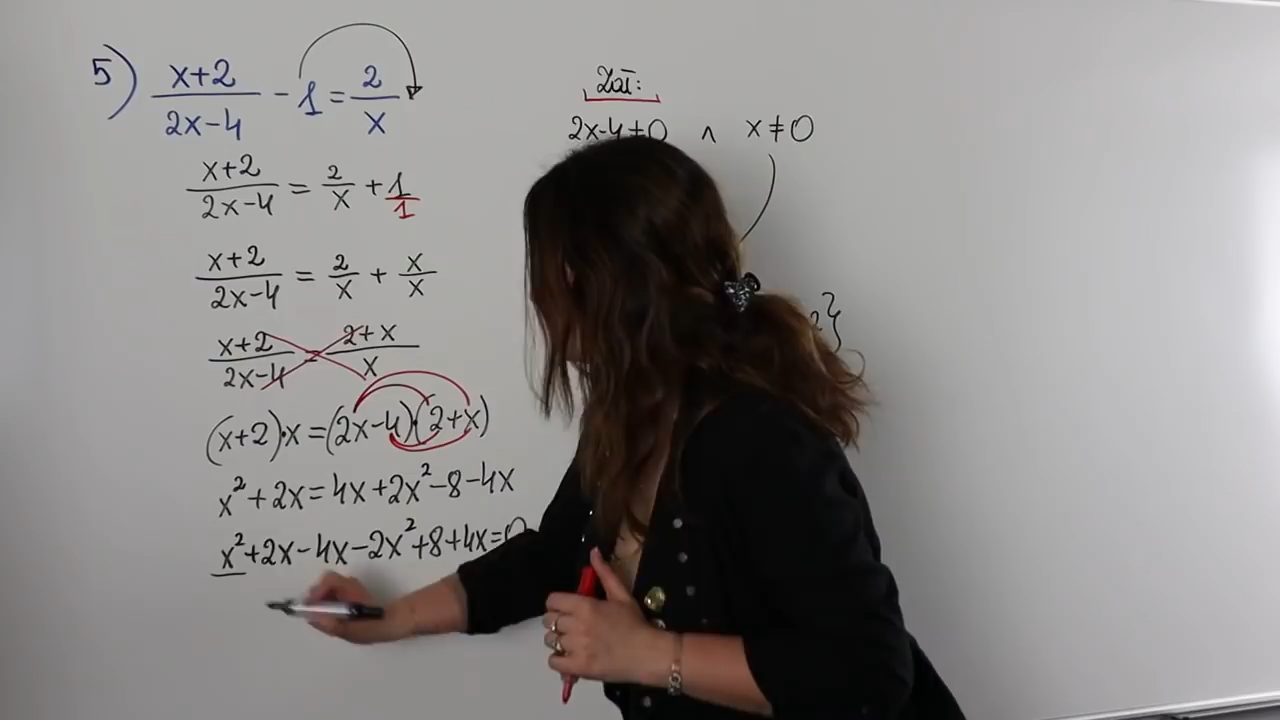 5) (x+2)/(2x-4) - 1 = 2/x
(x+2)/(2x-4) = 2/x + 1/1
(x+2)/(2x-4) = 2/x + x/x
(x+2)/(2x-4) = (2+x)/x
(x+2)·x = (2x-4)·(2+x)
x² + 2x = 4x + 2x² - 8 - 4x
x² + 2x - 4x - 2x² + 8 + 4x = 0
Zał:
2x-4≠0 ∧ x≠0
2}